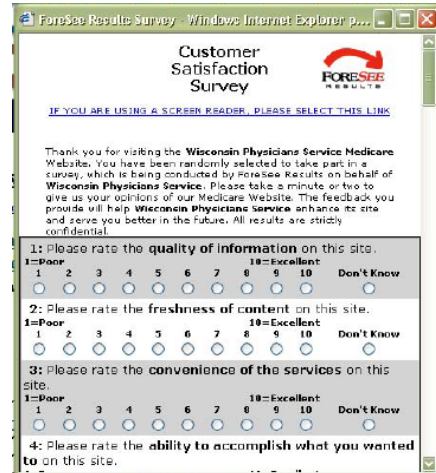 ForeSee Results Survey - Windows Internet Explorer p...
Customer
Satisfaction
Survey
FORESEE
RESULTS
IF YOU ARE USING A SCREEN READER, PLEASE SELECT THIS LINK
Thank you for visiting the Wisconsin Physicians Service Medicare
Website. You have been randomly selected to take part in a
survey, which is being conducted by ForeSee Results on behalf of
Wisconsin Physicians Service. Please take a minute or two to
give us your opinions of our Medicare Website. The feedback you
provide will help Wisconsin Physicians Service enhance its site
and serve you better in the future. All results are strictly
confidential.
1: Please rate the quality of information on this site.
1=Poor 10=Excellent
1 2 3 4 5 6 7 8 9 10 Don't Know
2: Please rate the freshness of content on this site.
1=Poor 10=Excellent
1 2 3 4 5 6 7 8 9 10 Don't Know
3: Please rate the convenience of the services on this
site.
1=Poor 10=Excellent
1 2 3 4 5 6 7 8 9 10 Don't Know
4: Please rate the ability to accomplish what you wanted
to on this site.